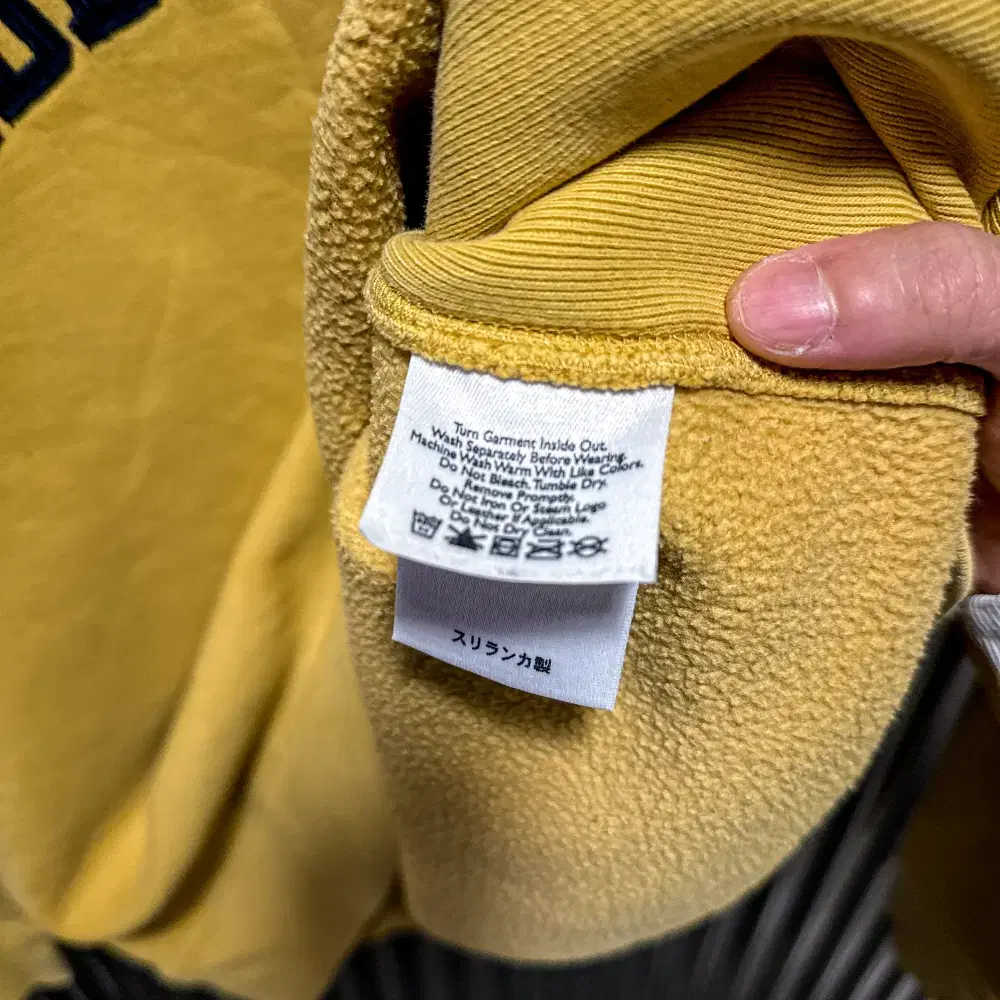 Turn Garment Inside Out.
Wash Separately Before Wearing.
Machine Wash Warm With Like Colors.
Do Not Bleach. Tumble Dry.
Remove Promptly.
Do Not Iron Or Steam Logo
Or Leather if Applicable.
Do Not Dry Clean.
スリランカ製